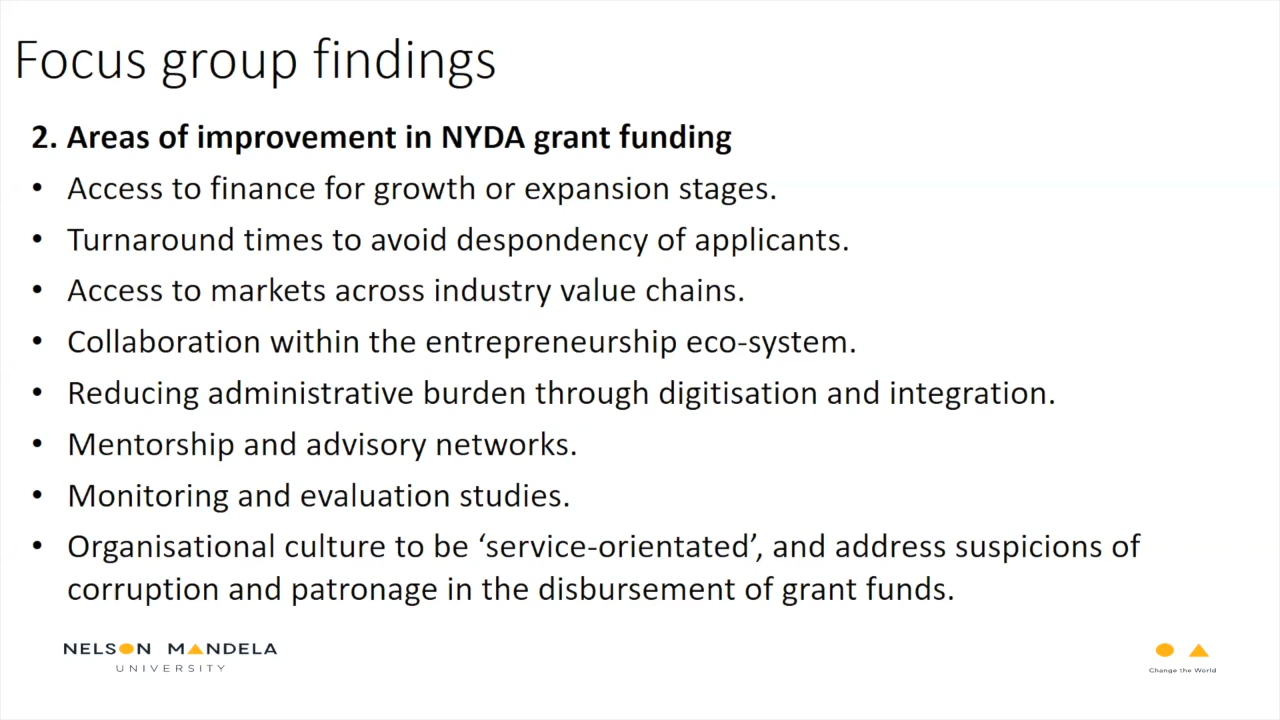 Focus group findings
2. Areas of improvement in NYDA grant funding
• Access to finance for growth or expansion stages.
• Turnaround times to avoid despondency of applicants.
• Access to markets across industry value chains.
• Collaboration within the entrepreneurship eco-system.
• Reducing administrative burden through digitisation and integration.
• Mentorship and advisory networks.
• Monitoring and evaluation studies.
• Organisational culture to be ‘service-orientated’, and address suspicions of
corruption and patronage in the disbursement of grant funds.
NELSON MANDELA
UNIVERSITY
Change the World